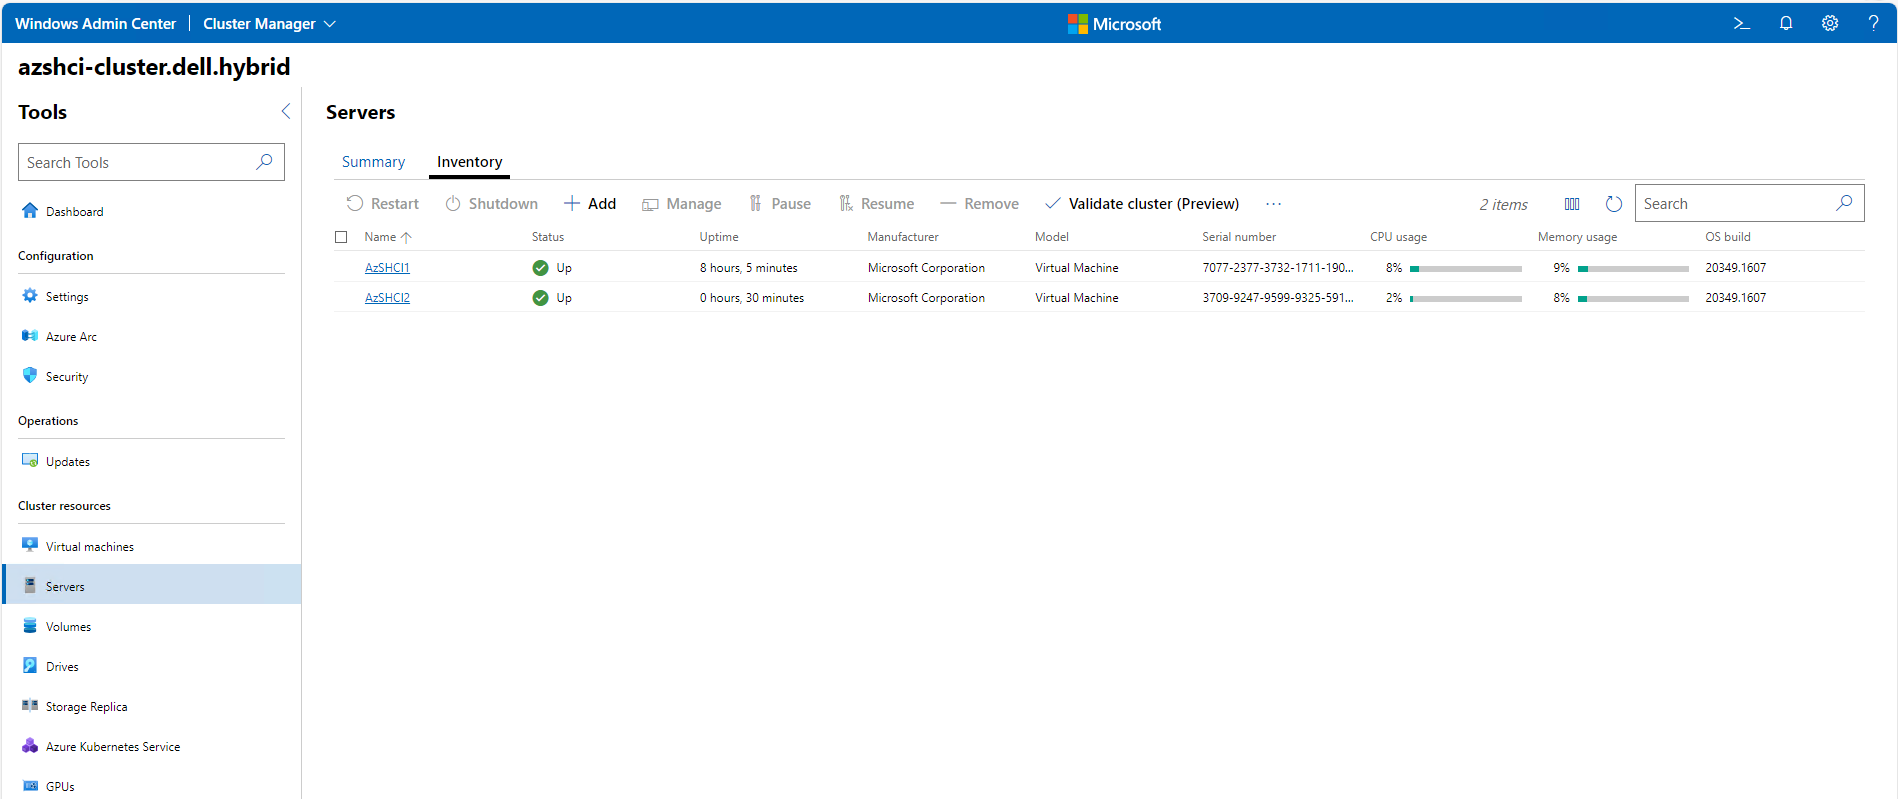 Windows Admin Center | Cluster Manager Microsoft
azshci-cluster.dell.hybrid
Tools
Search Tools
Dashboard
Configuration
Settings
Azure Arc
Security
Operations
Updates
Cluster resources
Virtual machines
Servers
Volumes
Drives
Storage Replica
Azure Kubernetes Service
GPUs
Servers
Summary Inventory
Restart Shutdown Add Manage Pause Resume Remove Validate cluster (Preview) ... 2 items Search
Name Status Uptime Manufacturer Model Serial number CPU usage Memory usage OS build
AzSHCI1 Up 8 hours, 5 minutes Microsoft Corporation Virtual Machine 7077-2377-3732-1711-190... 8% 9% 20349.1607
AzSHCI2 Up 0 hours, 30 minutes Microsoft Corporation Virtual Machine 3709-9247-9599-9325-591... 2% 8% 20349.1607